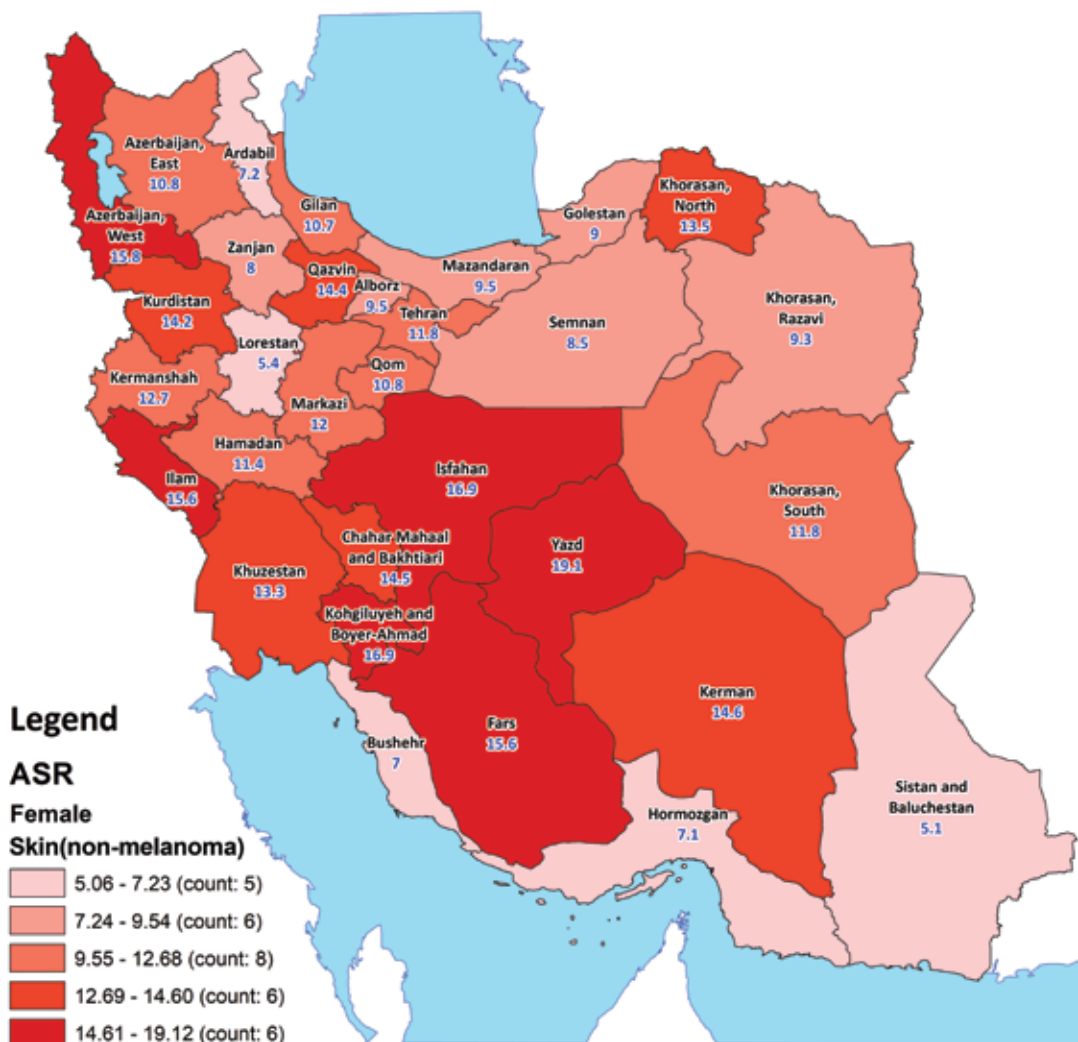 Azerbaijan,
East
10.8
Ardabil
7.2
Gilan
10.7
Azerbaijan,
West
15.8
Zanjan
8
Qazvin
14.4
Kurdistan
14.2
Alborz
9.5
Mazandaran
9.5
Golestan
9
Khorasan,
North
13.5
Khorasan,
Razavi
9.3
Tehran
11.8
Semnan
8.5
Lorestan
5.4
Kermanshah
12.7
Qom
10.8
Markazi
12
Hamadan
11.4
Ilam
15.6
Isfahan
16.9
Khorasan,
South
11.8
Chahar Mahaal
and Bakhtiari
14.5
Yazd
19.1
Khuzestan
13.3
Kohgiluyeh and
Boyer-Ahmad
16.9
Kerman
14.6
Fars
15.6
Bushehr
7
Hormozgan
7.1
Sistan and
Baluchestan
5.1
Legend
ASR
Female
Skin(non-melanoma)
5.06 - 7.23 (count: 5)
7.24 - 9.54 (count: 6)
9.55 - 12.68 (count: 8)
12.69 - 14.60 (count: 6)
14.61 - 19.12 (count: 6)